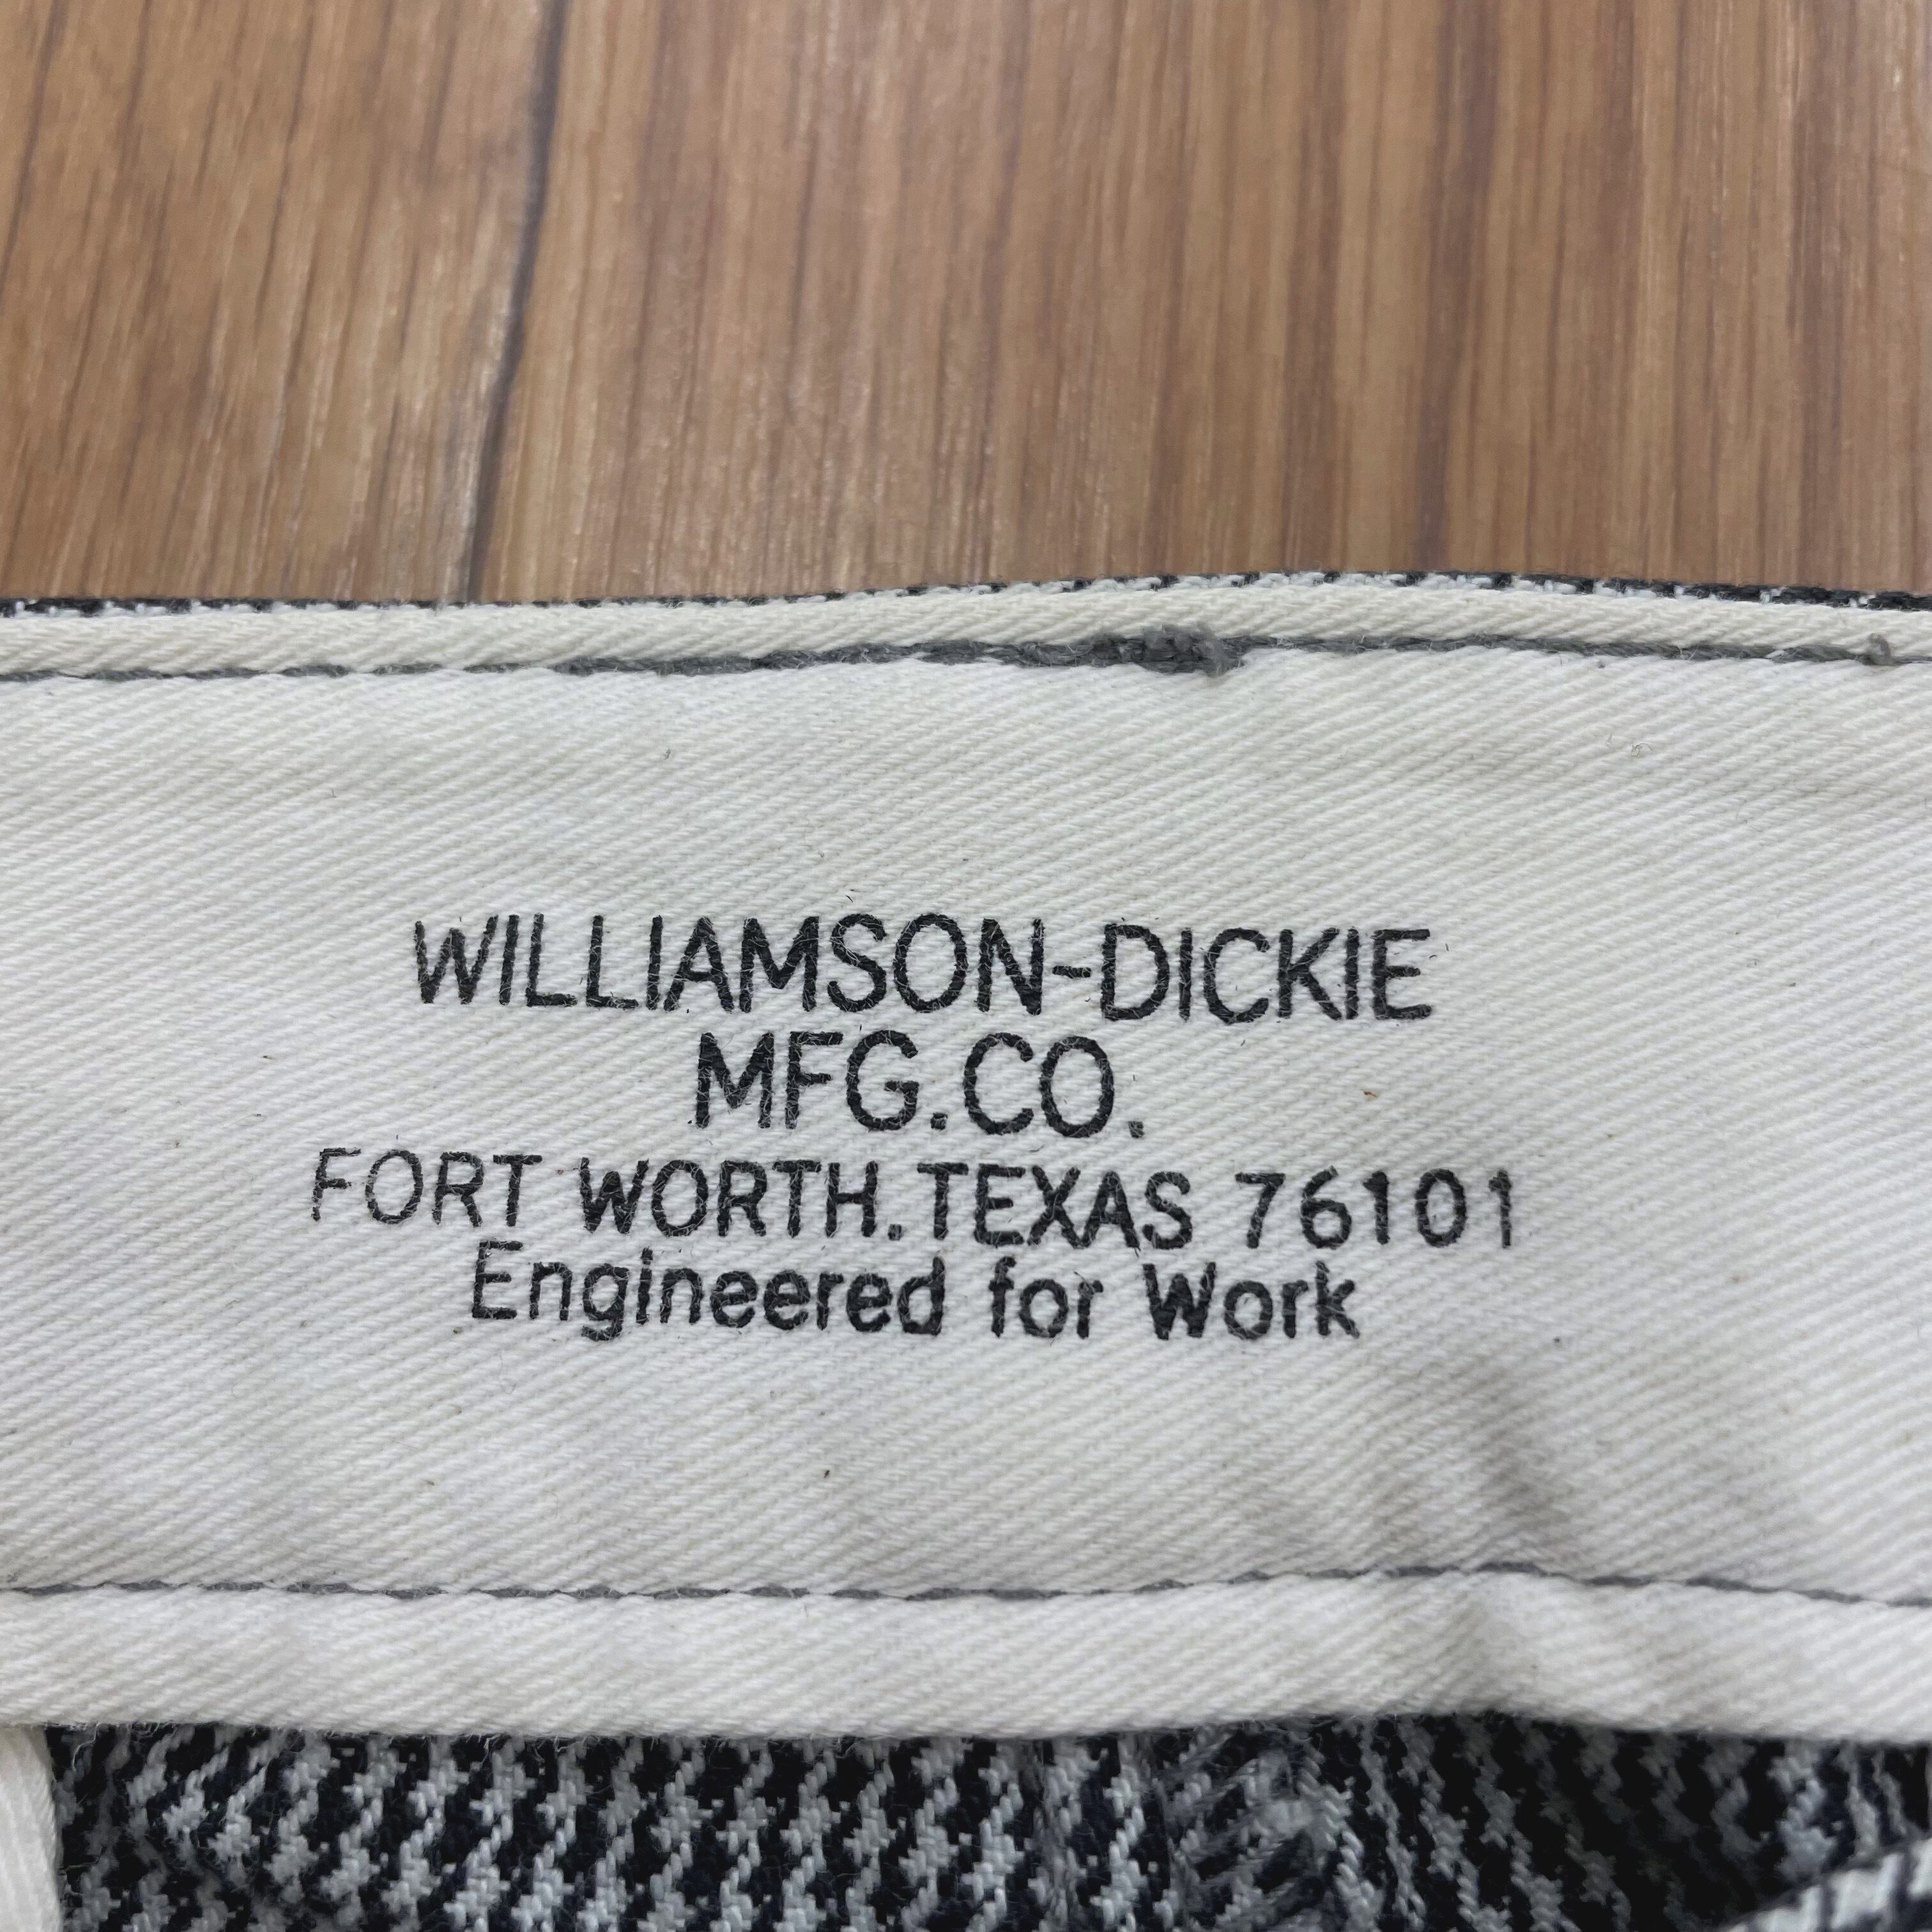 WILLIAMSON-DICKIE
MFG.CO.
FORT WORTH.TEXAS 76101
Engineered for Work